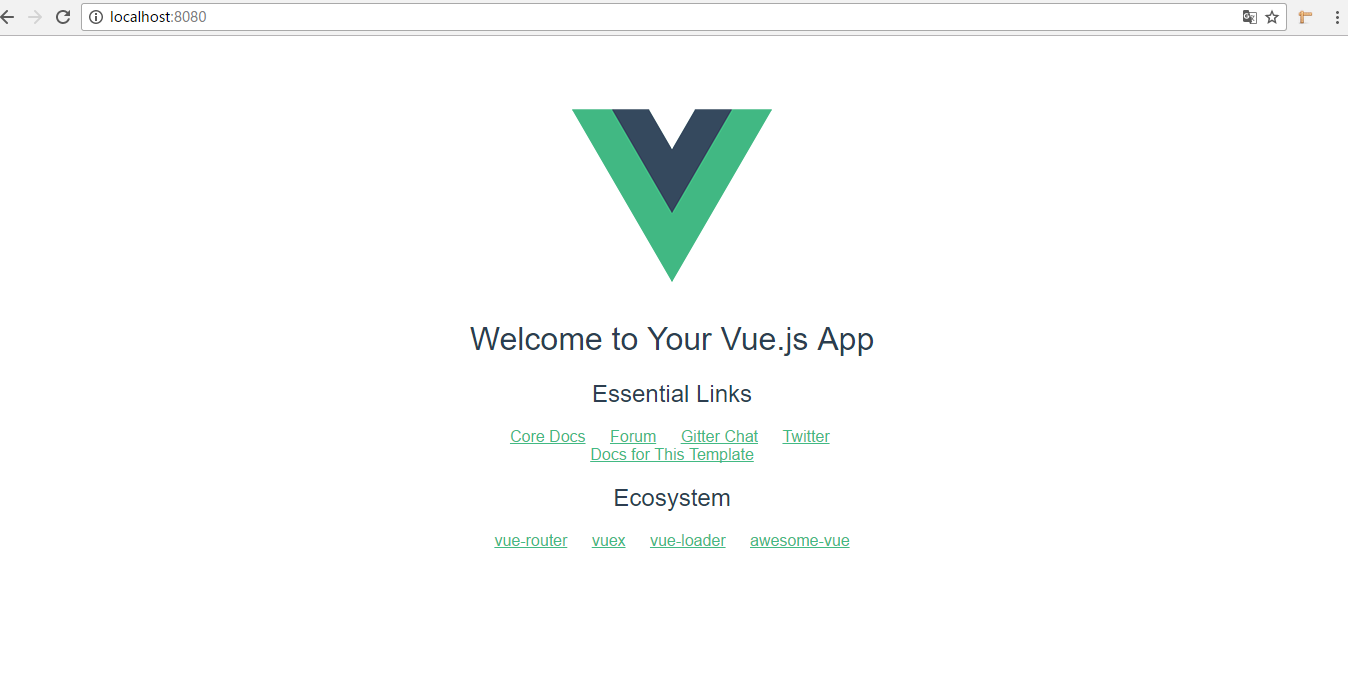 localhost:8080
Welcome to Your Vue.js App
Essential Links
Core Docs Forum Gitter Chat Twitter
Docs for This Template
Ecosystem
vue-router vuex vue-loader awesome-vue